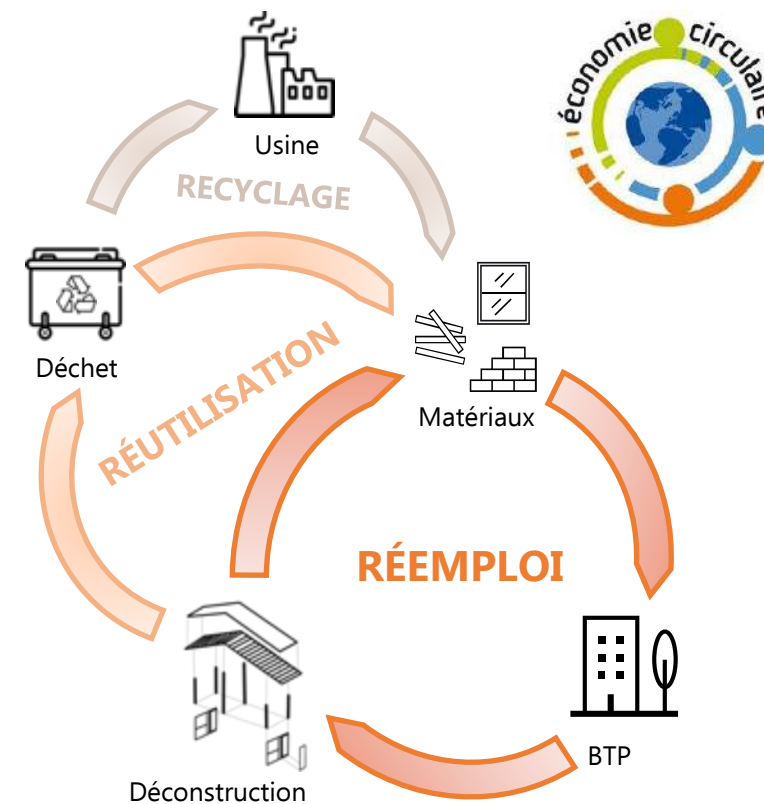 économie circulaire
Usine
RECYCLAGE
Déchet
RÉUTILISATION
Matériaux
RÉEMPLOI
BTP
Déconstruction